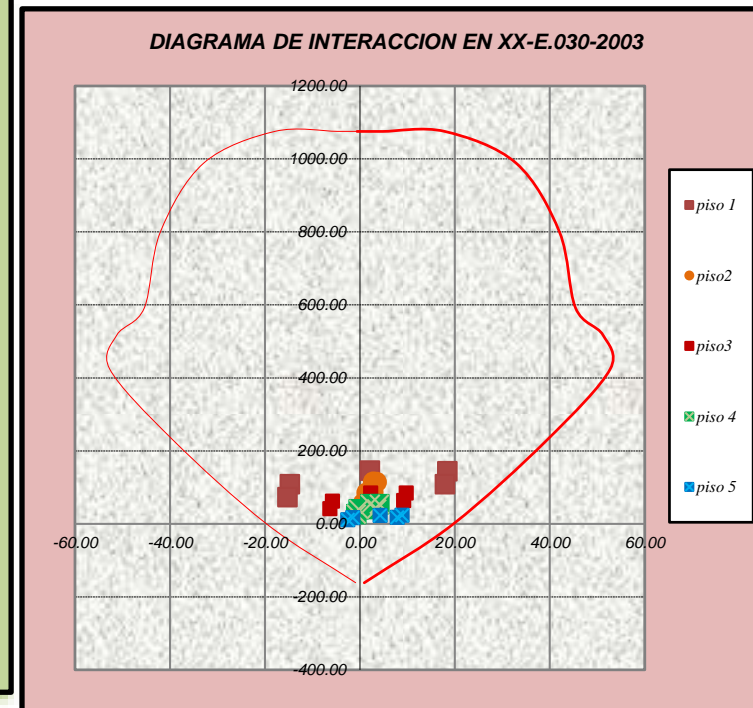 DIAGRAMA DE INTERACCION EN XX-E.030-2003
1200.00
1000.00
800.00
600.00
400.00
200.00
0.00
-60.00 -40.00 -20.00 0.00 20.00 40.00 60.00
-200.00
-400.00
piso 1
piso2
piso3
piso 4
piso 5